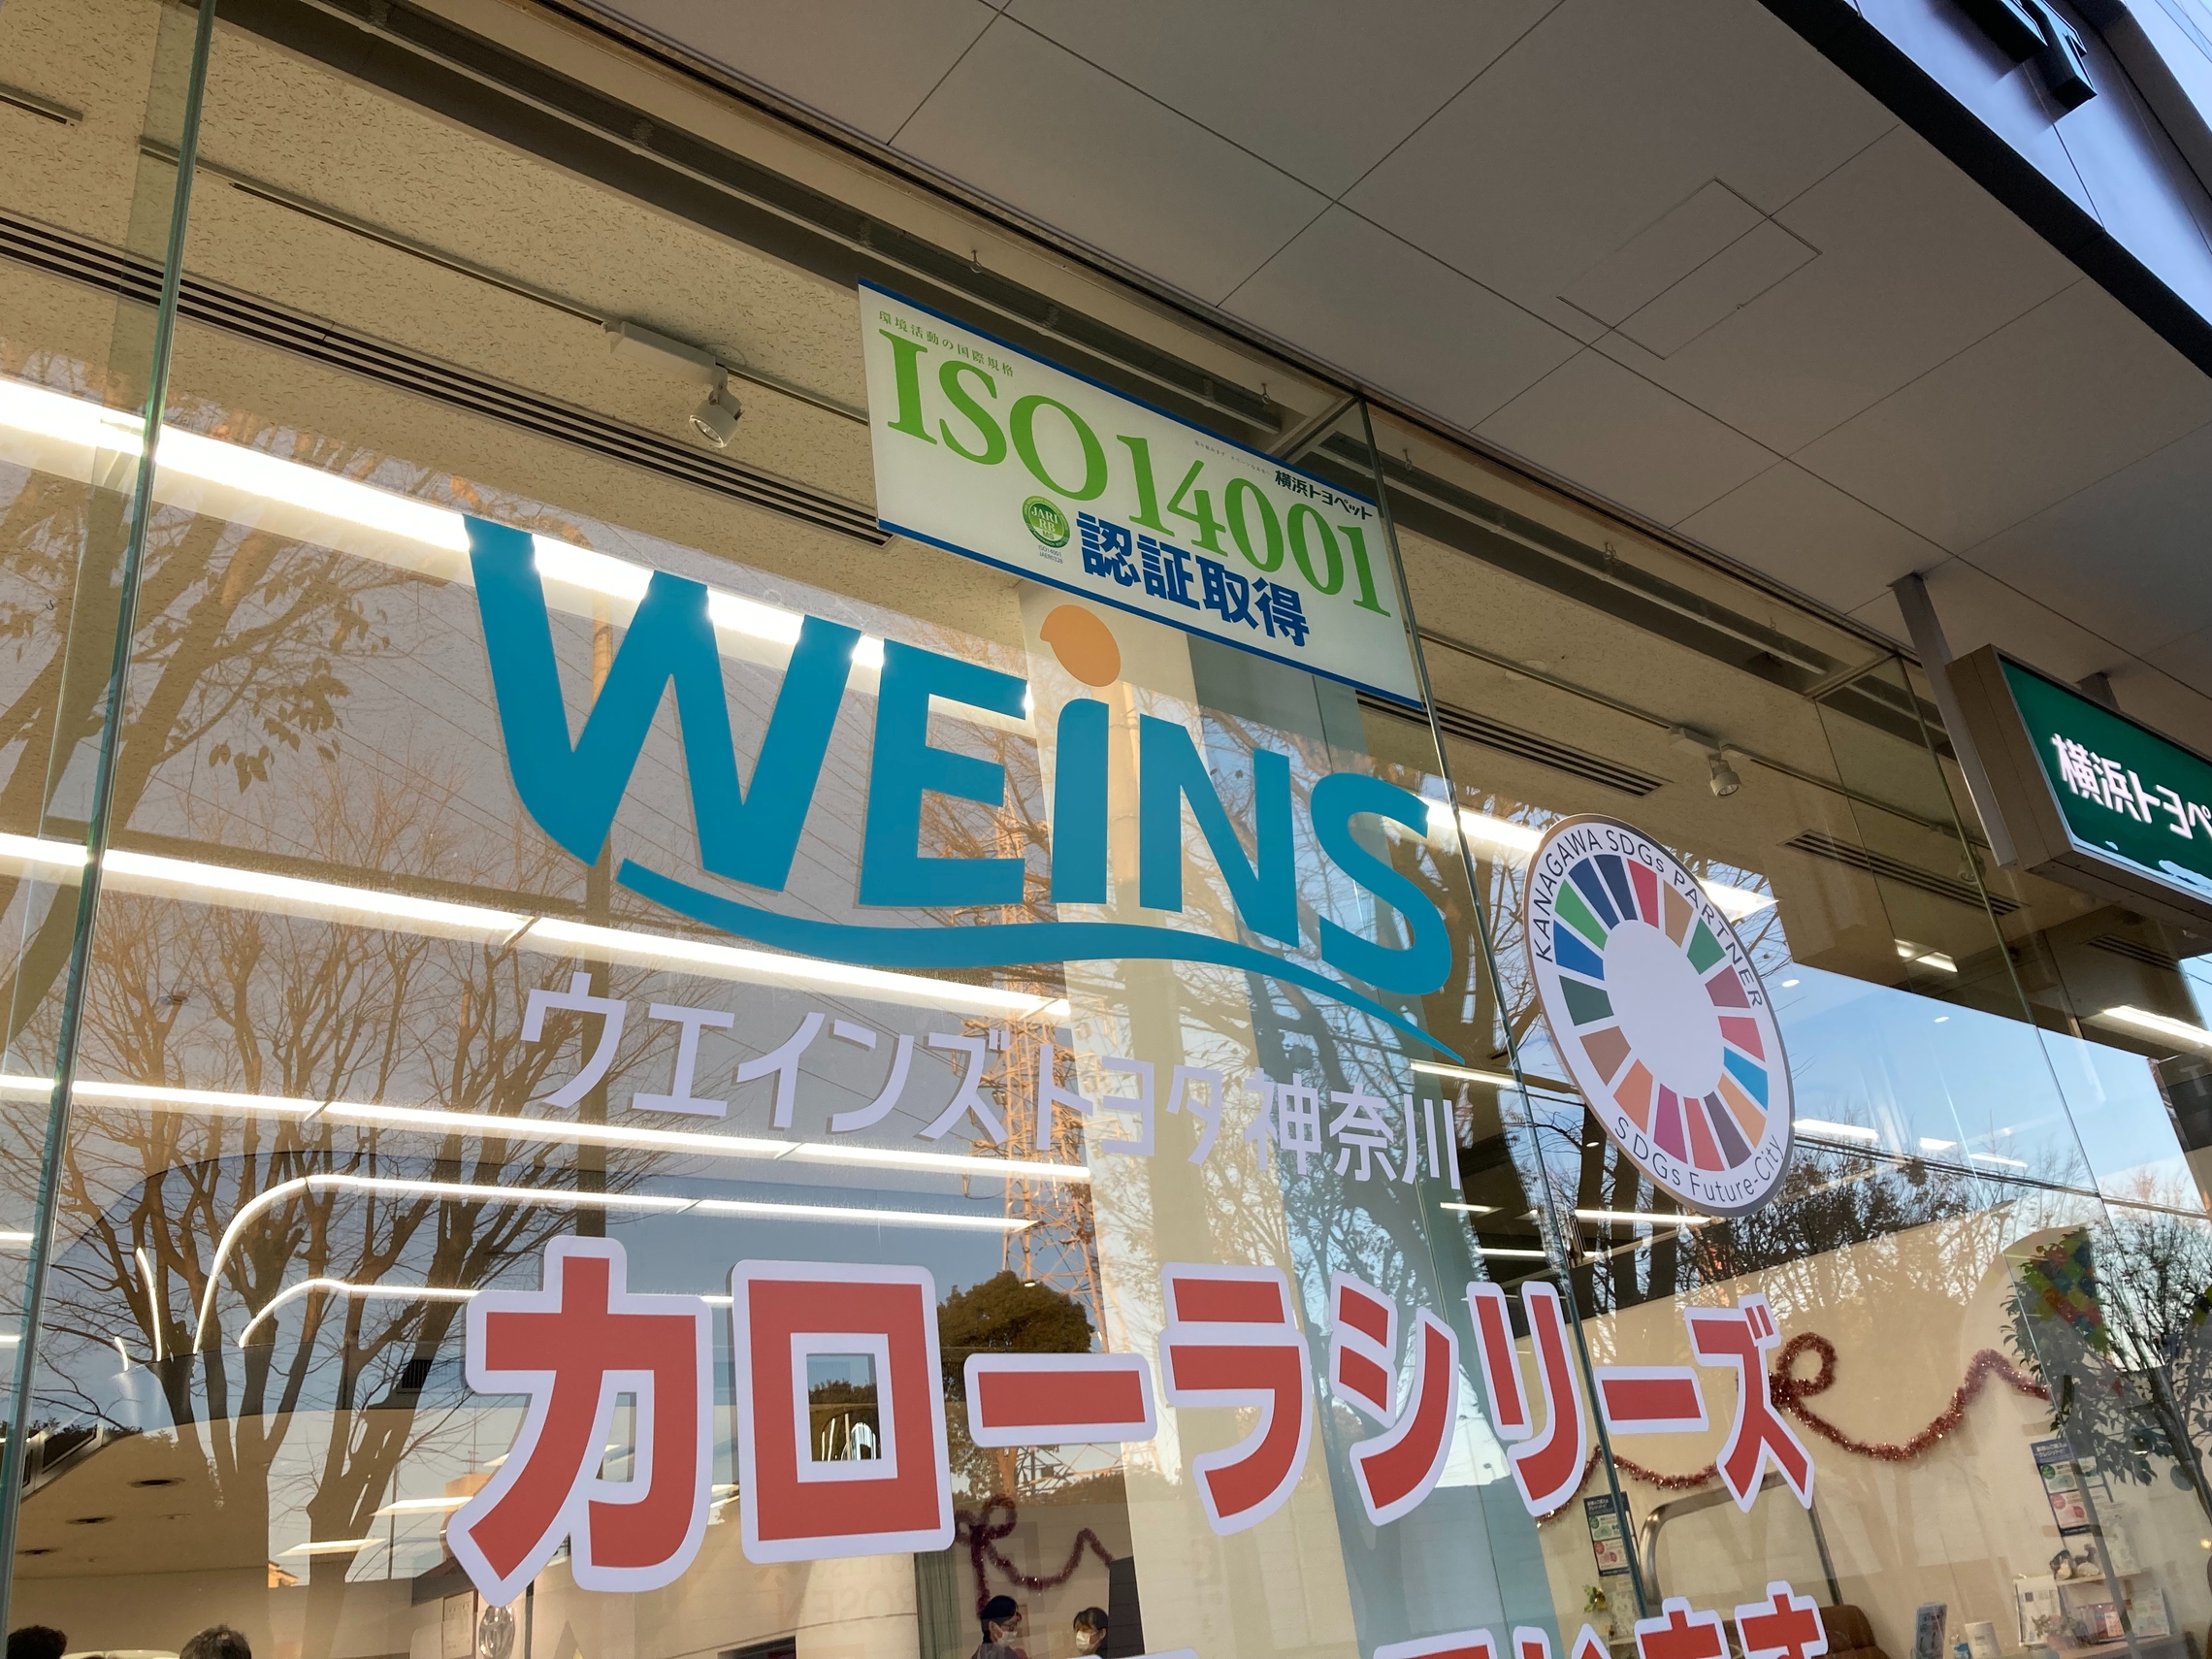 環境活動の国際規格
ISO14001
横浜トヨペット
JARI
RB
認証取得
WEiNS
横浜トヨペ
KANAGAWA SDGs PARTNER
SDGs Future-City
ウエインズトヨタ神奈川
カローラシリーズ